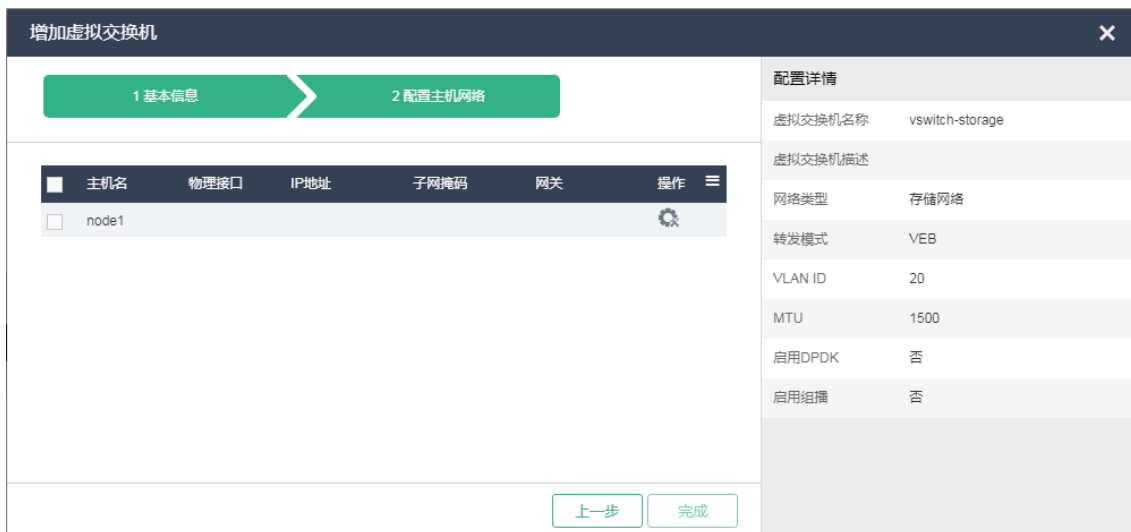 增加虚拟交换机
1 基本信息
2 配置主机网络
主机名 物理接口 IP地址 子网掩码 网关 操作
node1
上一步 完成
配置详情
虚拟交换机名称 vswitch-storage
虚拟交换机描述
网络类型 存储网络
转发模式 VEB
VLAN ID 20
MTU 1500
启用DPDK 否
启用组播 否